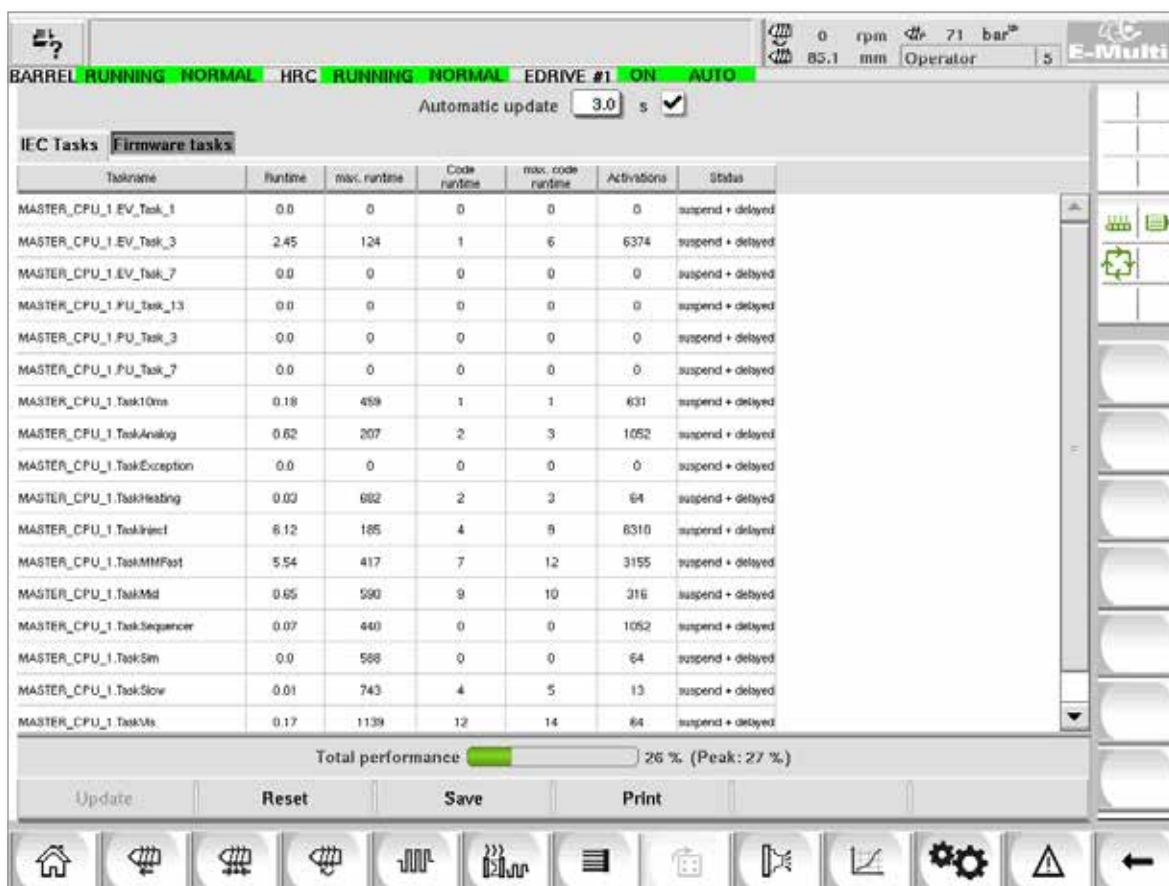 0 rpm 71 bar
E-Multi
85.1 mm Operator 5
BARREL RUNNING NORMAL HRC RUNNING NORMAL EDRIVE #1 ON AUTO
Automatic update 3.0 s
IEC Tasks Firmware tasks
Taskname Runtime max. runtime Code runtime max. code runtime Activations Status
MASTER_CPU_1.EV_Task_1 0.0 0 0 0 0 suspend + delayed
MASTER_CPU_1.EV_Task_3 2.45 124 1 6 6374 suspend + delayed
MASTER_CPU_1.EV_Task_7 0.0 0 0 0 0 suspend + delayed
MASTER_CPU_1.PU_Task_13 0.0 0 0 0 0 suspend + delayed
MASTER_CPU_1.PU_Task_3 0.0 0 0 0 0 suspend + delayed
MASTER_CPU_1.PU_Task_7 0.0 0 0 0 0 suspend + delayed
MASTER_CPU_1.Task10ms 0.18 459 1 1 631 suspend + delayed
MASTER_CPU_1.TaskAnalog 0.62 207 2 3 1052 suspend + delayed
MASTER_CPU_1.TaskException 0.0 0 0 0 0 suspend + delayed
MASTER_CPU_1.TaskHeating 0.03 682 2 3 64 suspend + delayed
MASTER_CPU_1.TaskInject 6.12 185 4 9 6310 suspend + delayed
MASTER_CPU_1.TaskMMFast 5.54 417 7 12 3155 suspend + delayed
MASTER_CPU_1.TaskMid 0.65 590 9 10 316 suspend + delayed
MASTER_CPU_1.TaskSequencer 0.07 440 0 0 1052 suspend + delayed
MASTER_CPU_1.TaskSim 0.0 588 0 0 64 suspend + delayed
MASTER_CPU_1.TaskSlow 0.01 743 4 5 13 suspend + delayed
MASTER_CPU_1.TaskVis 0.17 1139 12 14 64 suspend + delayed
Total performance 26 % (Peak: 27 %)
Update Reset Save Print